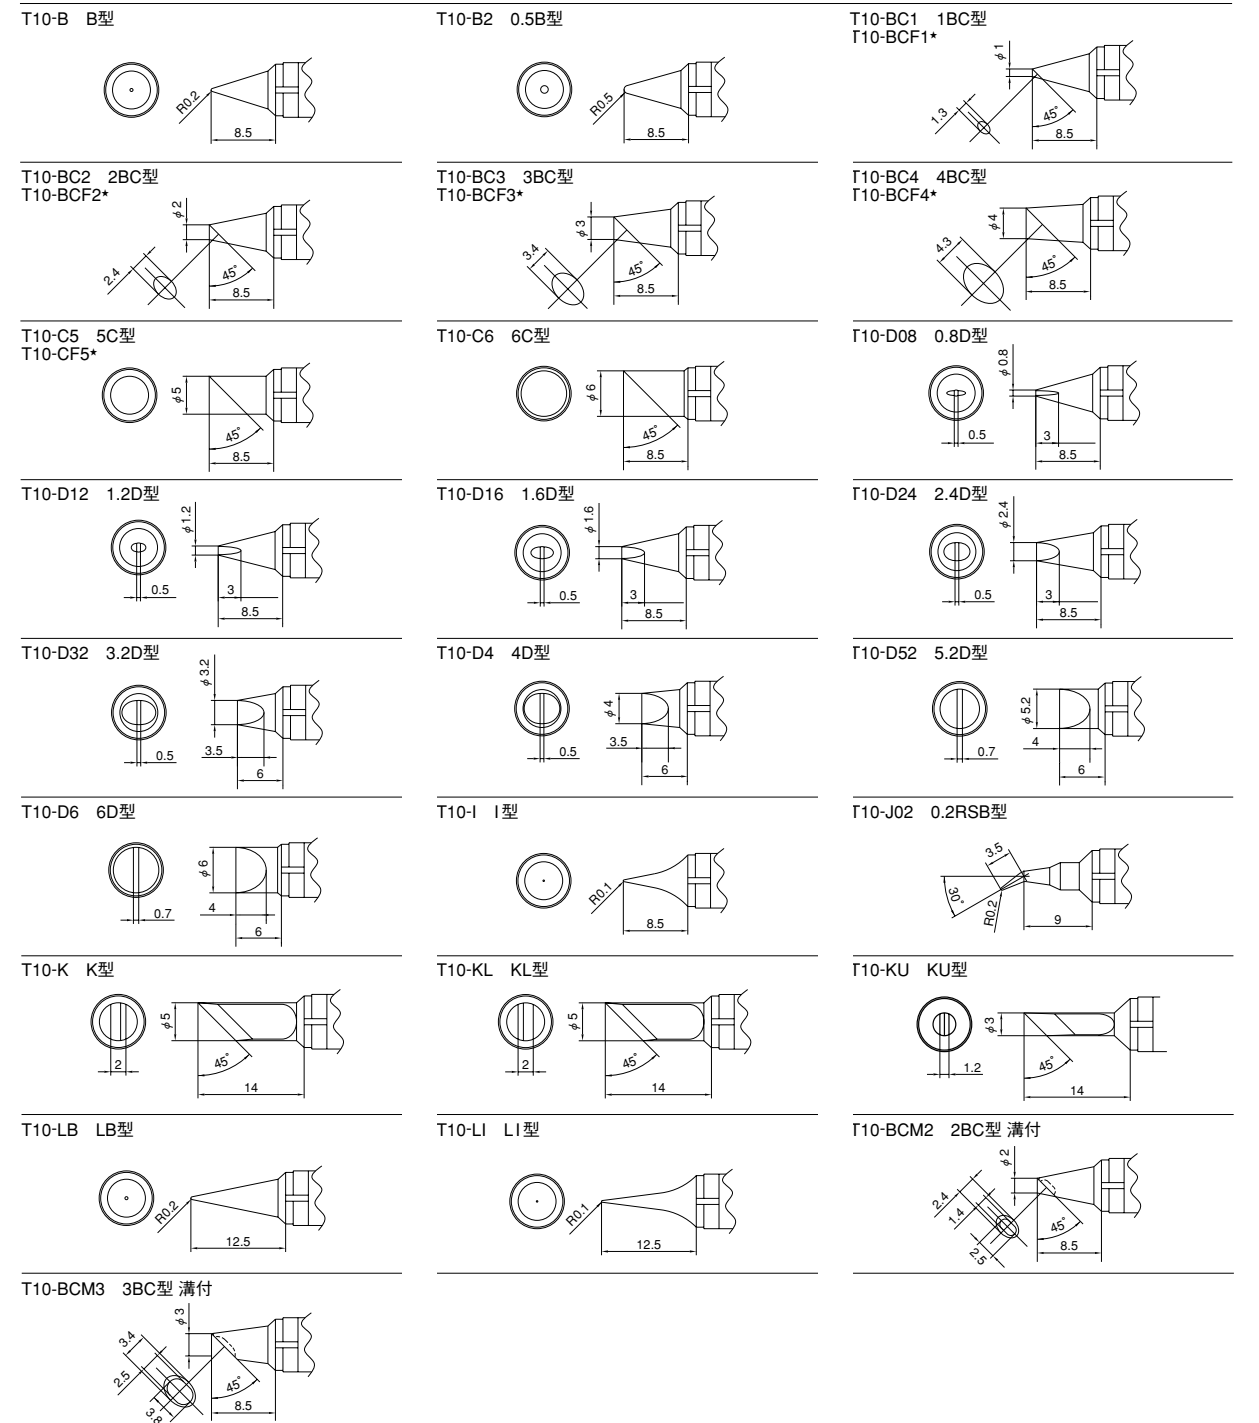 T10-B B型
R0.2
8.5
T10-B2 0.5B型
R0.5
8.5
T10-BC1 1BC型
T10-BCF1★
φ1
1.3
45°
8.5
T10-BC2 2BC型
T10-BCF2★
φ2
2.4
45°
8.5
T10-BC3 3BC型
T10-BCF3★
φ3
3.4
45°
8.5
T10-BC4 4BC型
T10-BCF4★
φ4
4.3
45°
8.5
T10-C5 5C型
T10-CF5★
φ5
45°
8.5
T10-C6 6C型
φ6
45°
8.5
T10-D08 0.8D型
φ0.8
0.5
3
8.5
T10-D12 1.2D型
φ1.2
0.5
3
8.5
T10-D16 1.6D型
φ1.6
0.5
3
8.5
T10-D24 2.4D型
φ2.4
0.5
3
8.5
T10-D32 3.2D型
φ3.2
0.5
3.5
6
T10-D4 4D型
φ4
0.5
3.5
6
T10-D52 5.2D型
φ5.2
0.7
4
6
T10-D6 6D型
φ6
0.7
4
6
T10-I I型
R0.1
8.5
T10-J02 0.2RSB型
3.5
30°
R0.2
9
T10-K K型
φ5
2
45°
14
T10-KL KL型
φ5
2
45°
14
T10-KU KU型
φ3
1.2
45°
14
T10-LB LB型
R0.2
12.5
T10-LI LI型
R0.1
12.5
T10-BCM2 2BC型 溝付
φ2
2.4
1.4
2.5
45°
8.5
T10-BCM3 3BC型 溝付
φ3
3.4
2.5
3.8
45°
8.5